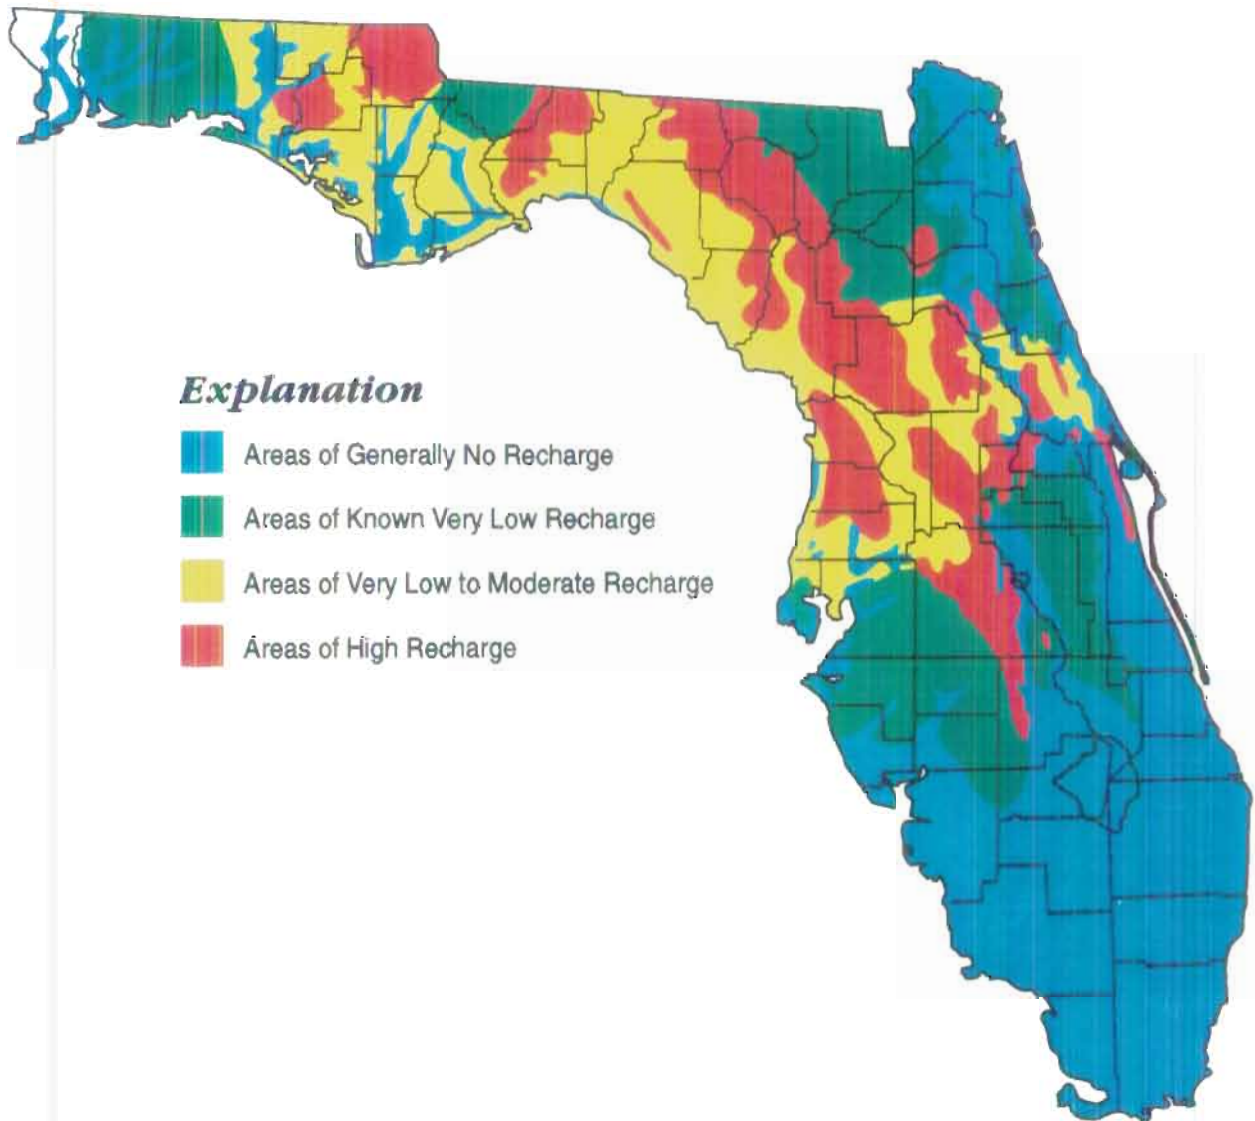 Explanation
Areas of Generally No Recharge
Areas of Known Very Low Recharge
Areas of Very Low to Moderate Recharge
Areas of High Recharge